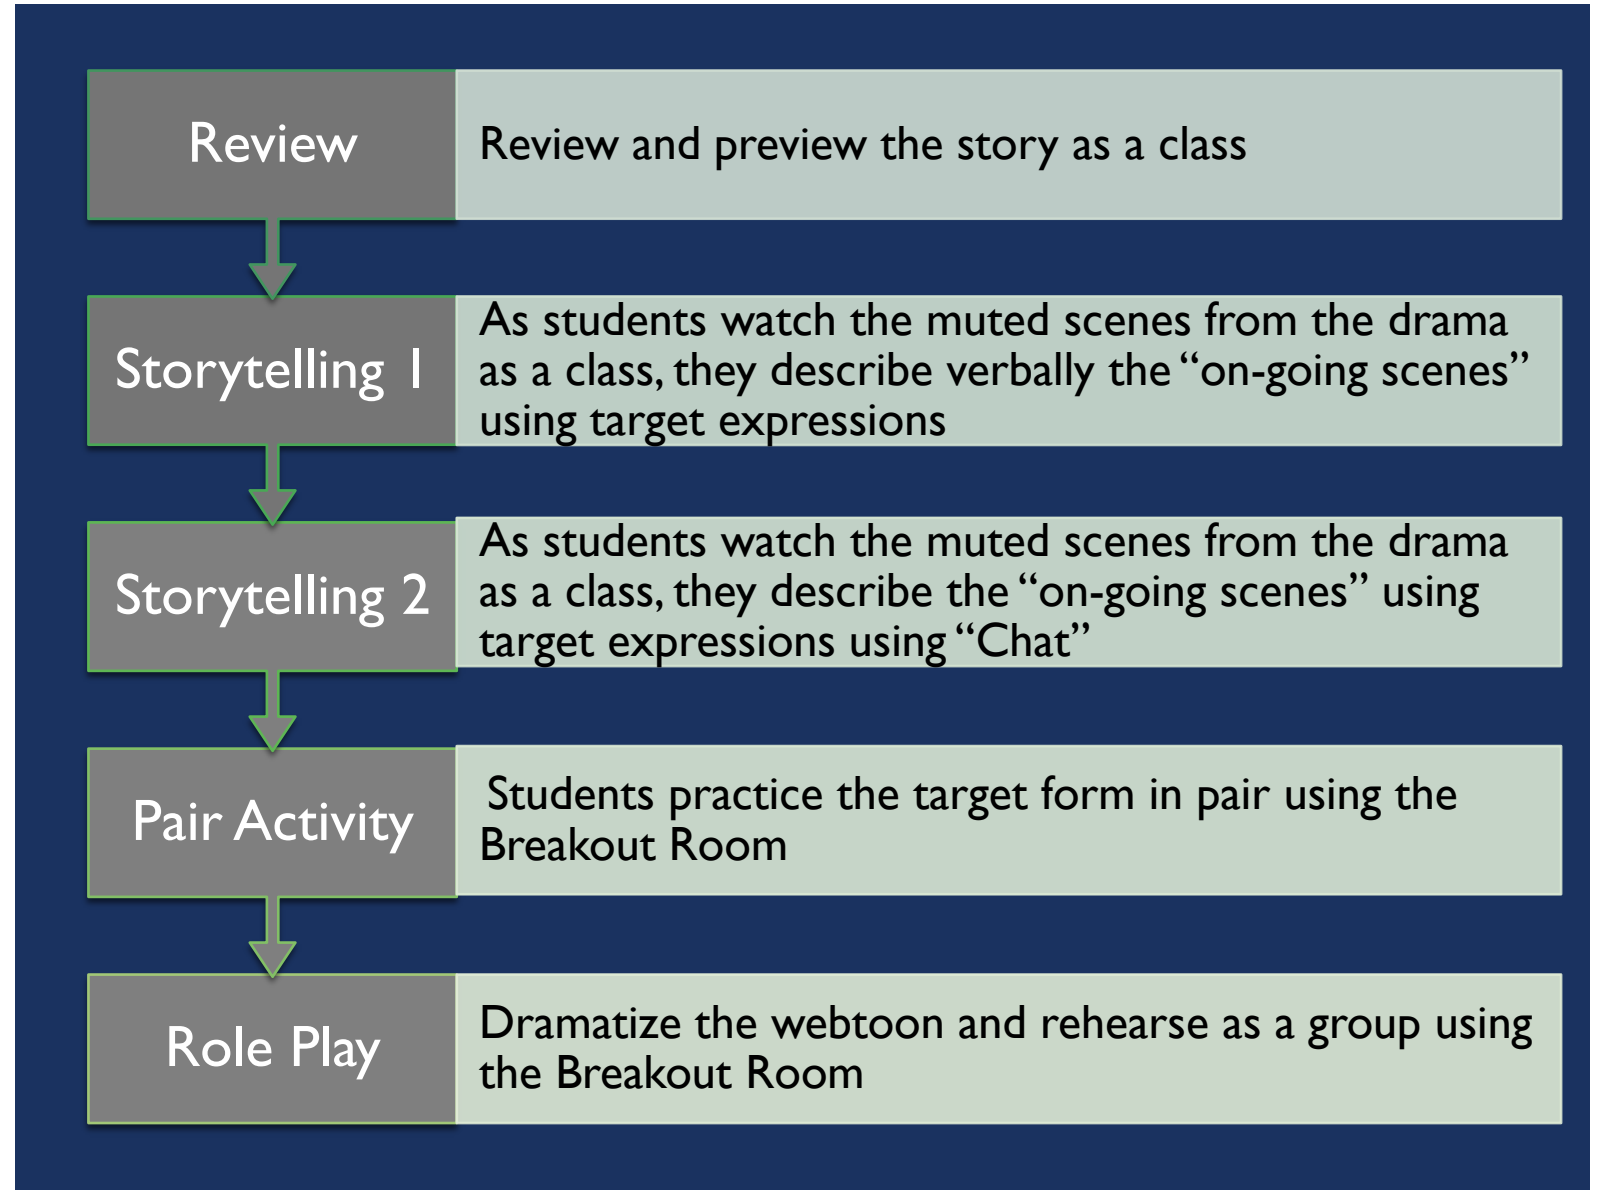 Review
Review and preview the story as a class
Storytelling 1
As students watch the muted scenes from the drama
as a class, they describe verbally the “on-going scenes”
using target expressions
Storytelling 2
As students watch the muted scenes from the drama
as a class, they describe the “on-going scenes” using
target expressions using “Chat”
Pair Activity
Students practice the target form in pair using the
Breakout Room
Role Play
Dramatize the webtoon and rehearse as a group using
the Breakout Room